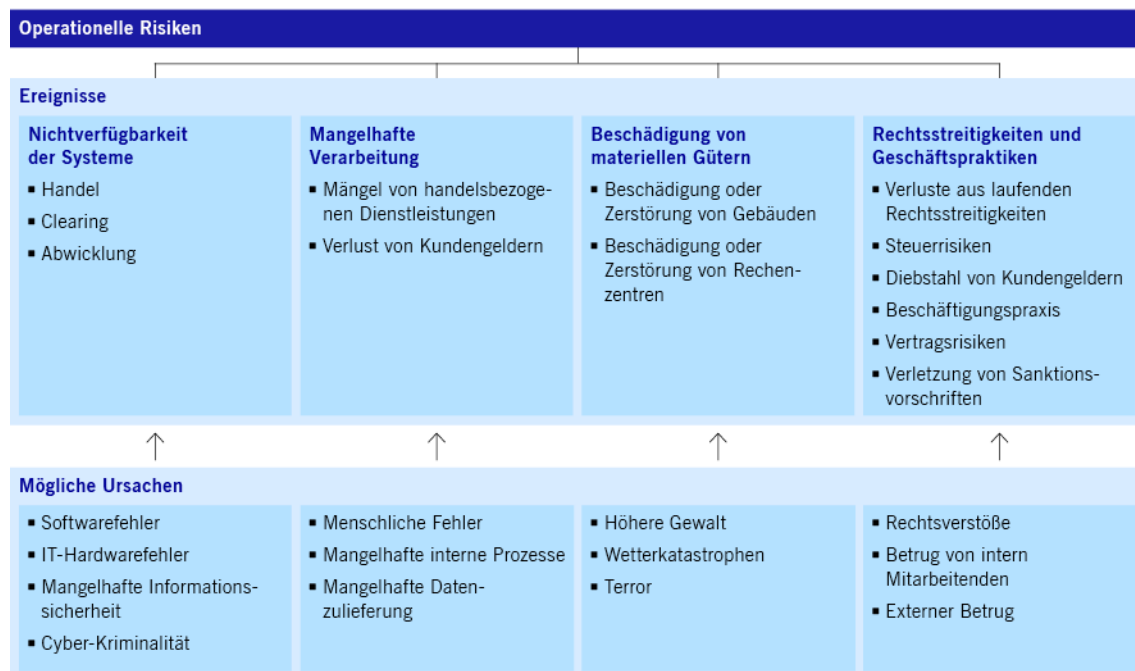 Operationelle Risiken
Ereignisse
Nichtverfügbarkeit
der Systeme
▪ Handel
▪ Clearing
▪ Abwicklung
Mangelhafte
Verarbeitung
▪ Mängel von handelsbezoge-
nen Dienstleistungen
▪ Verlust von Kundengeldern
Beschädigung von
materiellen Gütern
▪ Beschädigung oder
Zerstörung von Gebäuden
▪ Beschädigung oder
Zerstörung von Rechen-
zentren
Rechtsstreitigkeiten und
Geschäftspraktiken
▪ Verluste aus laufenden
Rechtsstreitigkeiten
▪ Steuerrisiken
▪ Diebstahl von Kundengeldern
▪ Beschäftigungspraxis
▪ Vertragsrisiken
▪ Verletzung von Sanktions-
vorschriften
Mögliche Ursachen
▪ Softwarefehler
▪ IT-Hardwarefehler
▪ Mangelhafte Informations-
sicherheit
▪ Cyber-Kriminalität
▪ Menschliche Fehler
▪ Mangelhafte interne Prozesse
▪ Mangelhafte Daten-
zulieferung
▪ Höhere Gewalt
▪ Wetterkatastrophen
▪ Terror
▪ Rechtsverstöße
▪ Betrug von intern
Mitarbeitenden
▪ Externer Betrug